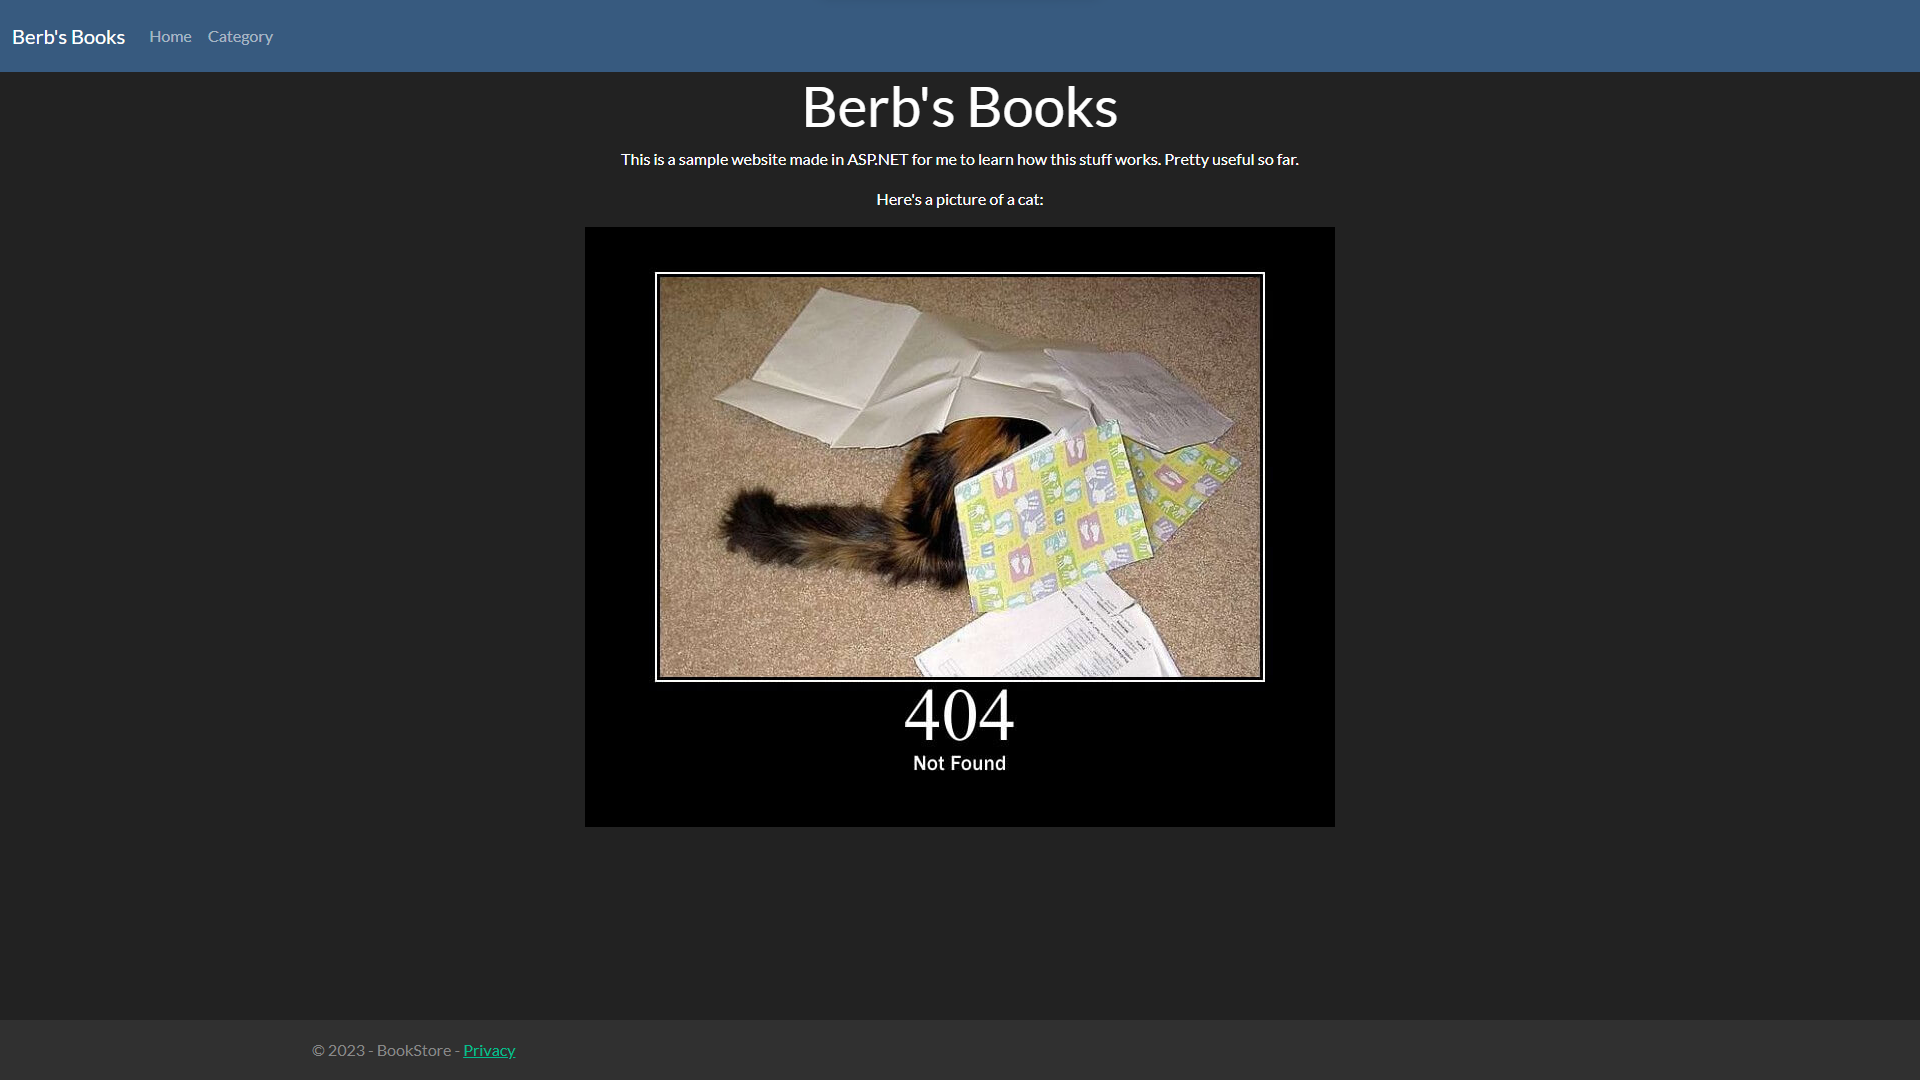 Berb's Books Home Category
Berb's Books
This is a sample website made in ASP.NET for me to learn how this stuff works. Pretty useful so far.
Here's a picture of a cat:
404
Not Found
© 2023 - BookStore - Privacy